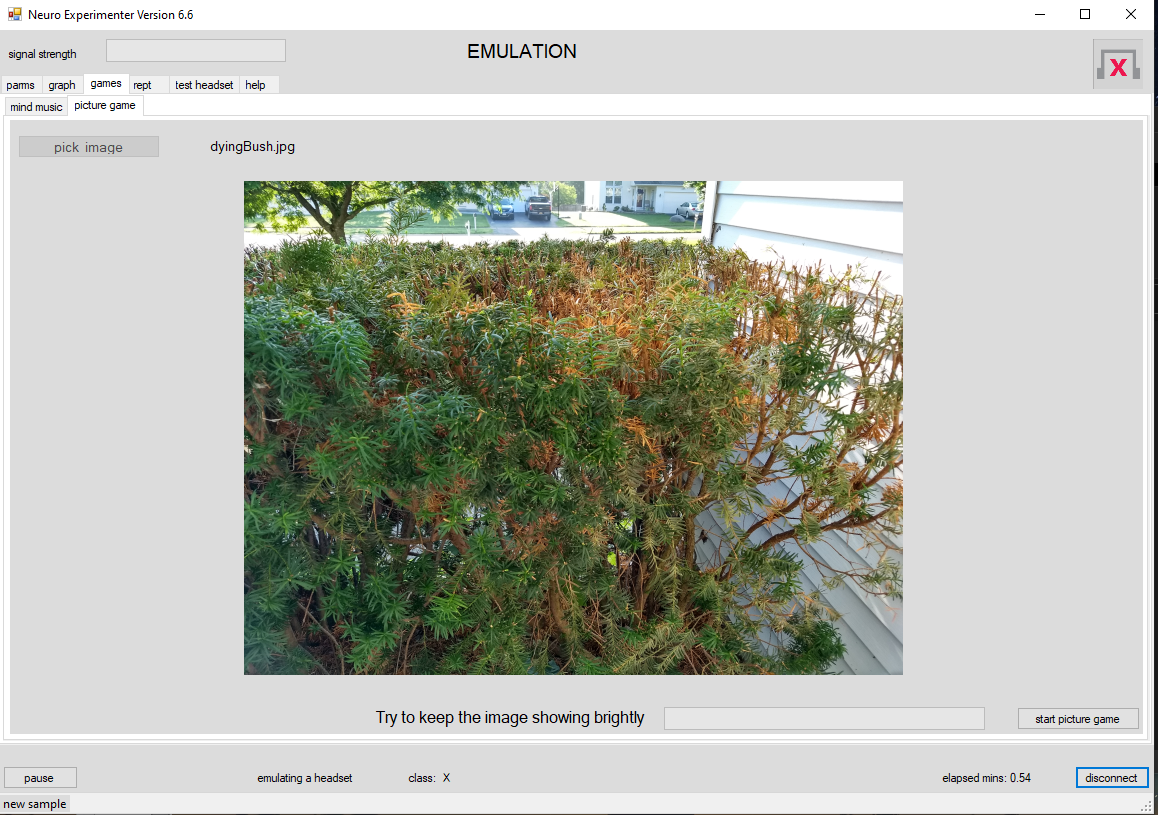 Neuro Experimenter Version 6.6
signal strength
EMULATION
X
parms graph games rept test headset help
mind music picture game
pick image
dyingBush.jpg
Try to keep the image showing brightly
start picture game
pause
emulating a headset
class: X
elapsed mins: 0.54
disconnect
new sample